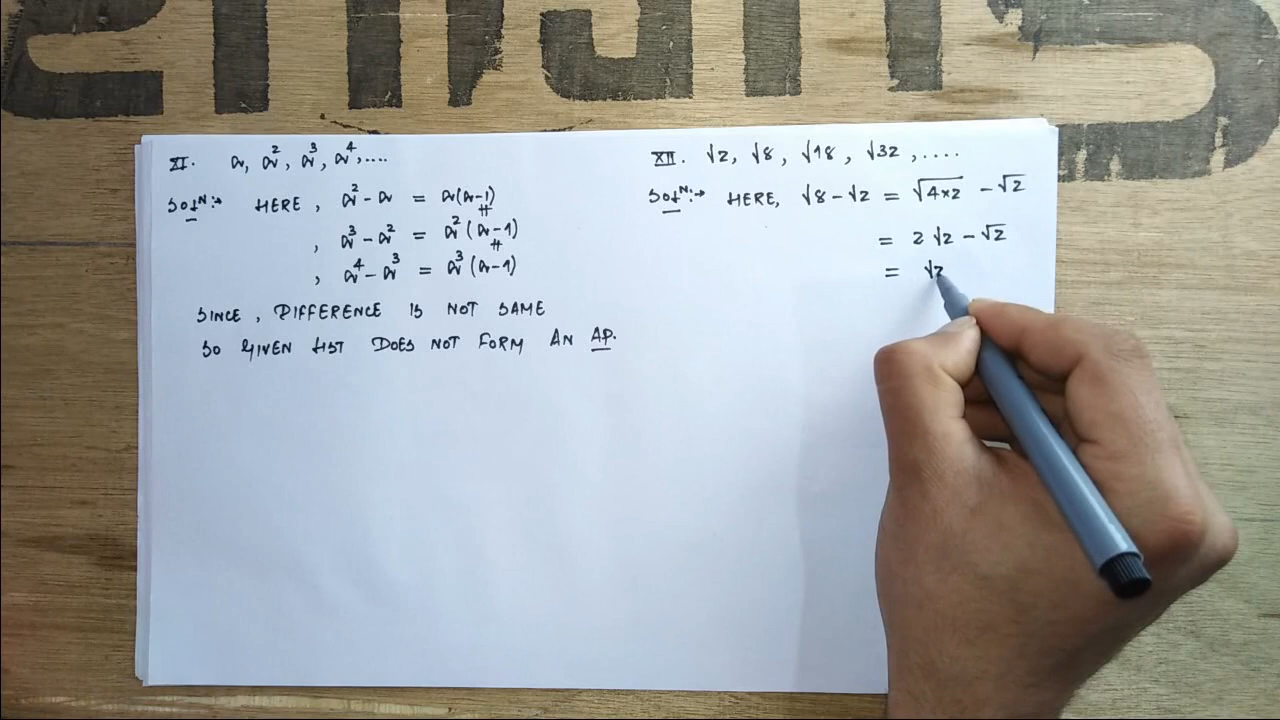 XI. a, a², a³, a⁴, ....
Solᴺ:→ HERE, a² - a = a(a-1)
≠
, a³ - a² = a²(a-1)
≠
, a⁴ - a³ = a³(a-1)
SINCE, DIFFERENCE IS NOT SAME
SO GIVEN LIST DOES NOT FORM AN AP.
XII. √2, √8, √18, √32, ....
Solᴺ:→ HERE, √8 - √2 = √4×2 - √2
= 2√2 - √2
= √2